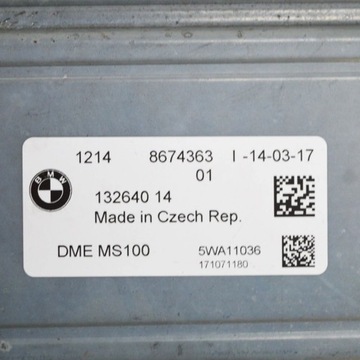 1214 8674363 I -14-03-17
01
BMW
132640 14
Made in Czech Rep.
DME MS100 5WA11036
171071180